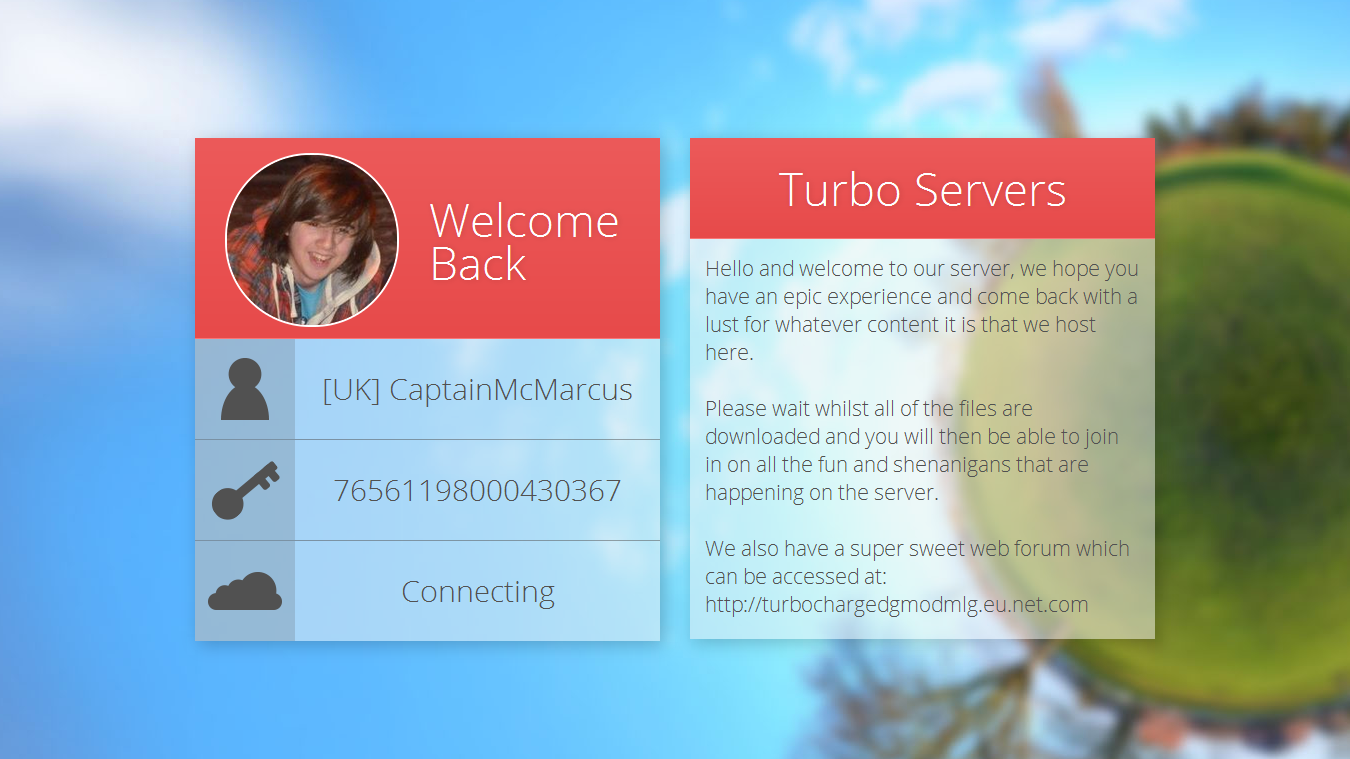 Welcome
Back
[UK] CaptainMcMarcus
76561198000430367
Connecting
Turbo Servers
Hello and welcome to our server, we hope you
have an epic experience and come back with a
lust for whatever content it is that we host
here.
Please wait whilst all of the files are
downloaded and you will then be able to join
in on all the fun and shenanigans that are
happening on the server.
We also have a super sweet web forum which
can be accessed at:
http://turbochargedgmodmlg.eu.net.com